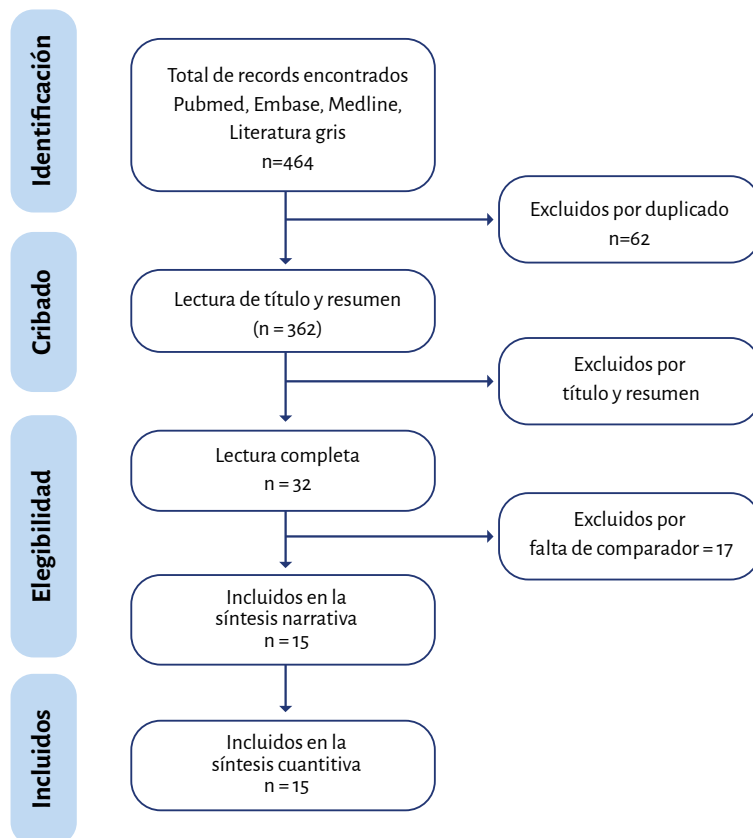 Identificación
Total de records encontrados
Pubmed, Embase, Medline,
Literatura gris
n=464
Excluidos por duplicado
n=62
Cribado
Lectura de título y resumen
(n = 362)
Excluidos por
título y resumen
Elegibilidad
Lectura completa
n = 32
Excluidos por
falta de comparador = 17
Incluidos en la
síntesis narrativa
n = 15
Incluidos
Incluidos en la
síntesis cuantitiva
n = 15